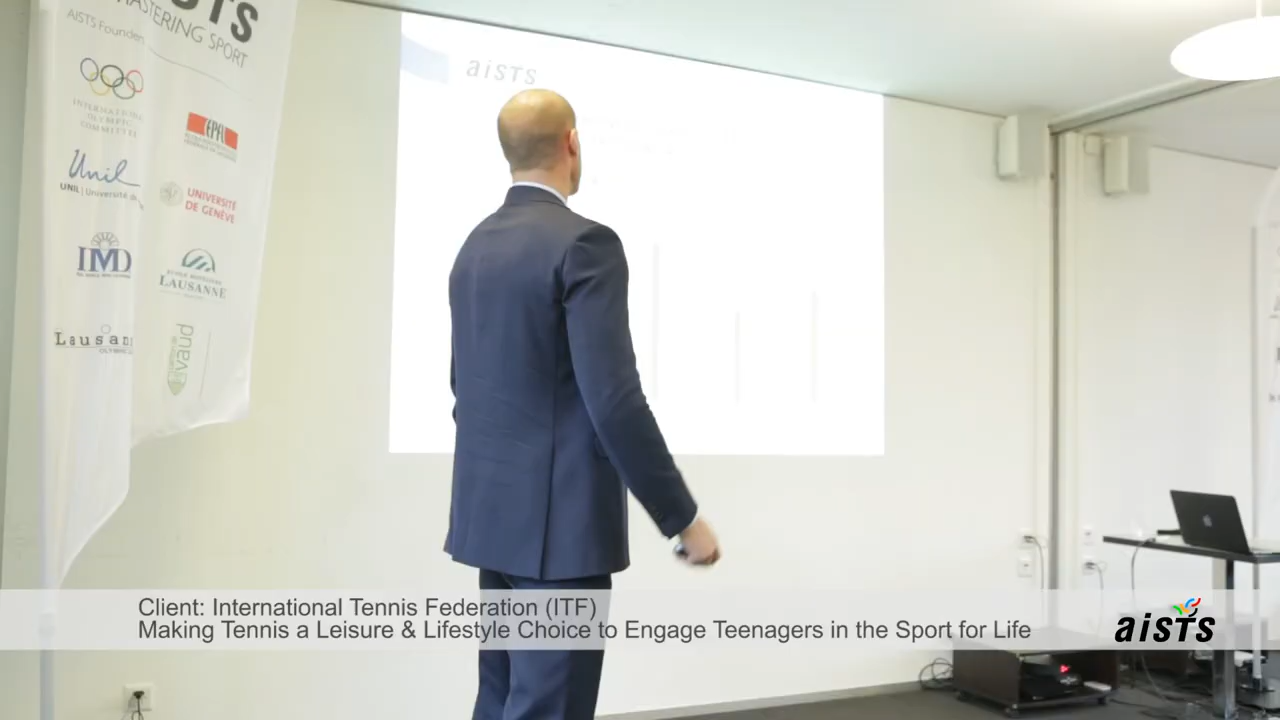 STS
MASTERING SPORT
AISTS Founders
INTERNATIONAL
OLYMPIC
COMMITTEE
EPFL
Unil
UNIL | Université de
UNIVERSITÉ
DE GENÈVE
IMD
LAUSANNE
Lausan
vaud
aiSTS
Client: International Tennis Federation (ITF)
Making Tennis a Leisure & Lifestyle Choice to Engage Teenagers in the Sport for Life
aiSTS